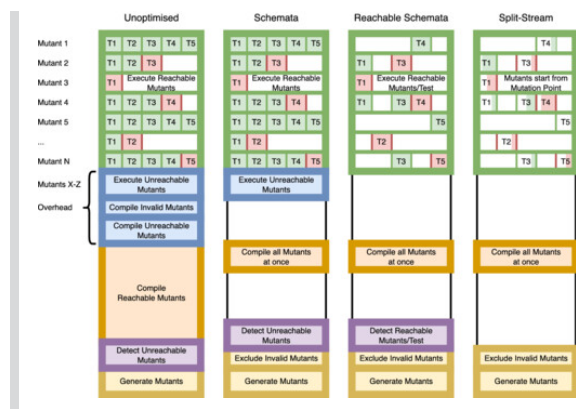 Unoptimised Schemata Reachable Schemata Split-Stream
Mutant 1 T1 T2 T3 T4 T5 T1 T2 T3 T4 T5 T4 T4
Mutant 2 T1 T2 T3 T1 T2 T3 T1 T3 T1 T3
Mutant 3 T1 Execute Reachable Mutants T1 Execute Reachable Mutants T1 Execute Reachable Mutants/Test T1 Mutants start from Mutation Point
Mutant 4 T1 T2 T3 T4 T1 T2 T3 T4 T1 T3 T4 T1 T3 T4
Mutant 5 T1 T2 T3 T4 T5 T1 T2 T3 T4 T5 T5 T5
... T1 T2 T1 T2 T2 T2
Mutant N T1 T2 T3 T4 T5 T1 T2 T3 T4 T5 T3 T5 T3 T5
Mutants X-Z
Overhead
Execute Unreachable
Mutants
Execute Unreachable
Mutants
Compile Invalid Mutants
Compile Unreachable
Mutants
Compile
Reachable Mutants
Compile all Mutants
at once
Compile all Mutants
at once
Compile all Mutants
at once
Detect Unreachable
Mutants
Detect Unreachable
Mutants
Detect Reachable
Mutants/Test
Exclude Invalid Mutants Exclude Invalid Mutants Exclude Invalid Mutants
Generate Mutants Generate Mutants Generate Mutants Generate Mutants